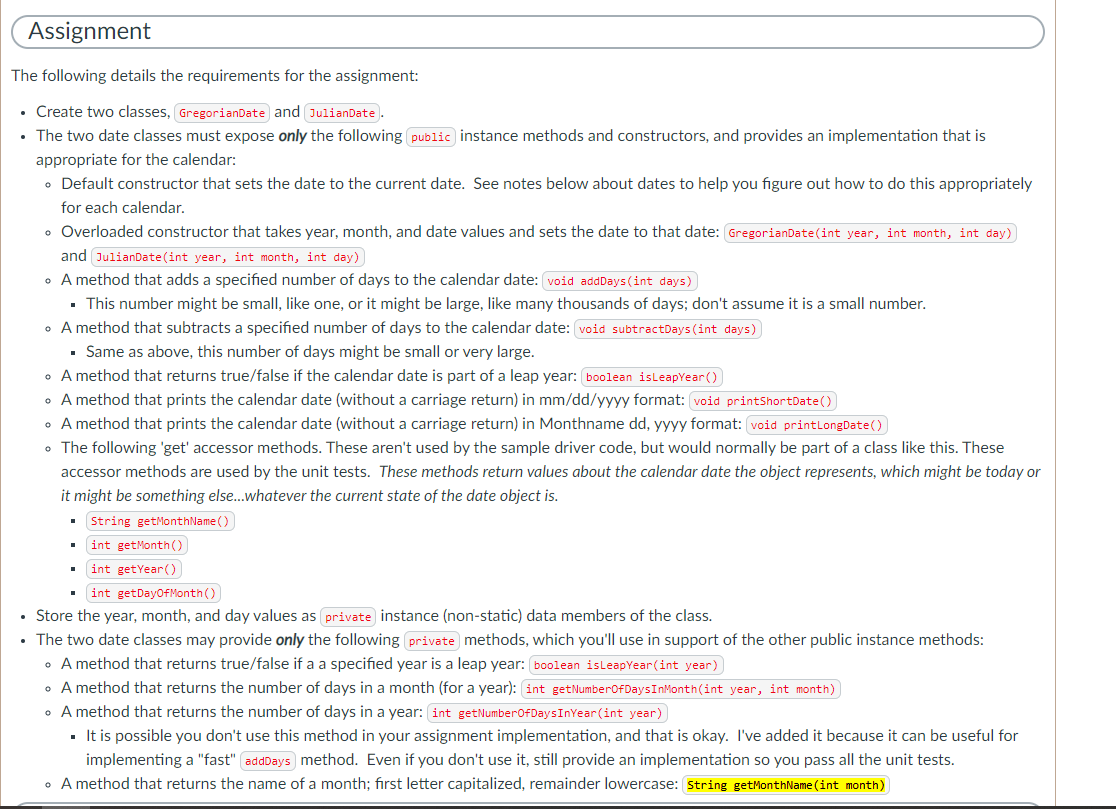 Assignment
The following details the requirements for the assignment:
• Create two classes, GregorianDate and JulianDate.
• The two date classes must expose only the following public instance methods and constructors, and provides an implementation that is
appropriate for the calendar:
◦ Default constructor that sets the date to the current date.  See notes below about dates to help you figure out how to do this appropriately
for each calendar.
◦ Overloaded constructor that takes year, month, and date values and sets the date to that date: GregorianDate(int year, int month, int day)
and JulianDate(int year, int month, int day)
◦ A method that adds a specified number of days to the calendar date: void addDays(int days)
▪ This number might be small, like one, or it might be large, like many thousands of days; don't assume it is a small number.
◦ A method that subtracts a specified number of days to the calendar date: void subtractDays(int days)
▪ Same as above, this number of days might be small or very large.
◦ A method that returns true/false if the calendar date is part of a leap year: boolean isLeapYear()
◦ A method that prints the calendar date (without a carriage return) in mm/dd/yyyy format: void printShortDate()
◦ A method that prints the calendar date (without a carriage return) in Monthname dd, yyyy format: void printLongDate()
◦ The following 'get' accessor methods. These aren't used by the sample driver code, but would normally be part of a class like this. These
accessor methods are used by the unit tests.  These methods return values about the calendar date the object represents, which might be today or
it might be something else...whatever the current state of the date object is.
▪ String getMonthName()
▪ int getMonth()
▪ int getYear()
▪ int getDayOfMonth()
• Store the year, month, and day values as private instance (non-static) data members of the class.
• The two date classes may provide only the following private methods, which you'll use in support of the other public instance methods:
◦ A method that returns true/false if a a specified year is a leap year: boolean isLeapYear(int year)
◦ A method that returns the number of days in a month (for a year): int getNumberOfDaysInMonth(int year, int month)
◦ A method that returns the number of days in a year: int getNumberOfDaysInYear(int year)
▪ It is possible you don't use this method in your assignment implementation, and that is okay.  I've added it because it can be useful for
implementing a "fast" addDays method.  Even if you don't use it, still provide an implementation so you pass all the unit tests.
◦ A method that returns the name of a month; first letter capitalized, remainder lowercase: String getMonthName(int month)